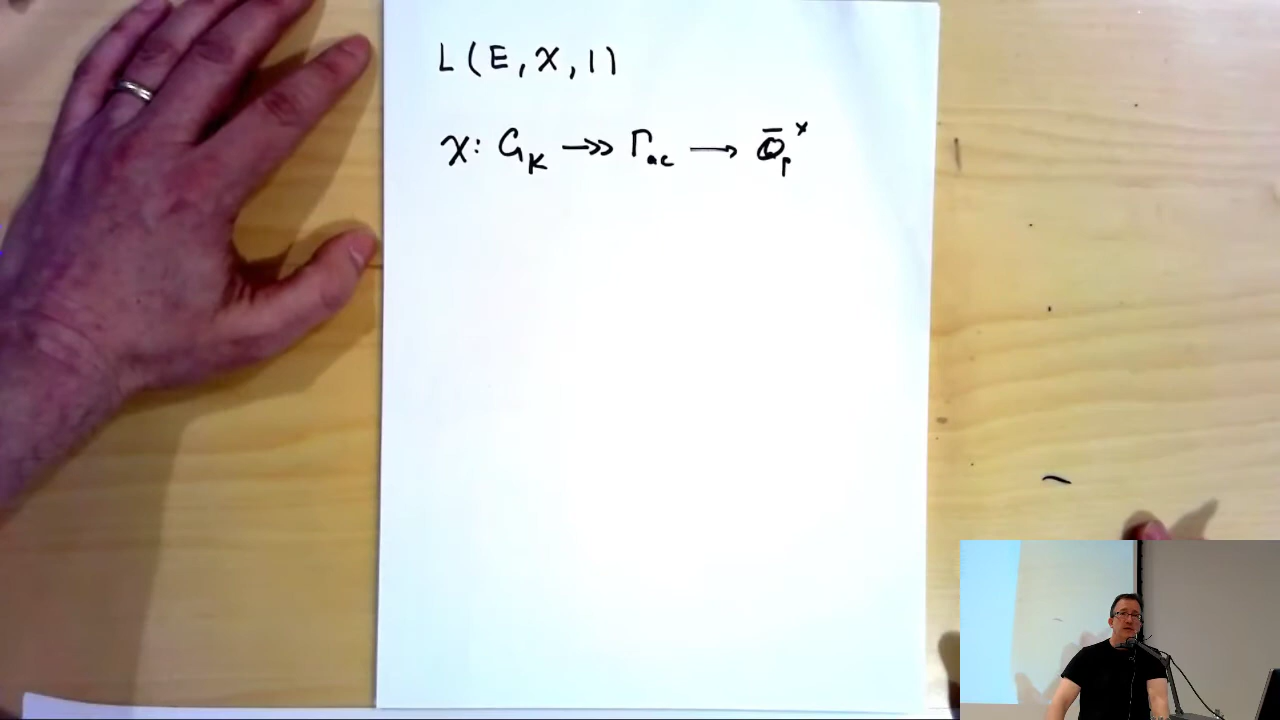 L(E, χ, 1)
χ: G_K ↠ Γ_ac ⟶ Q̄_p^×